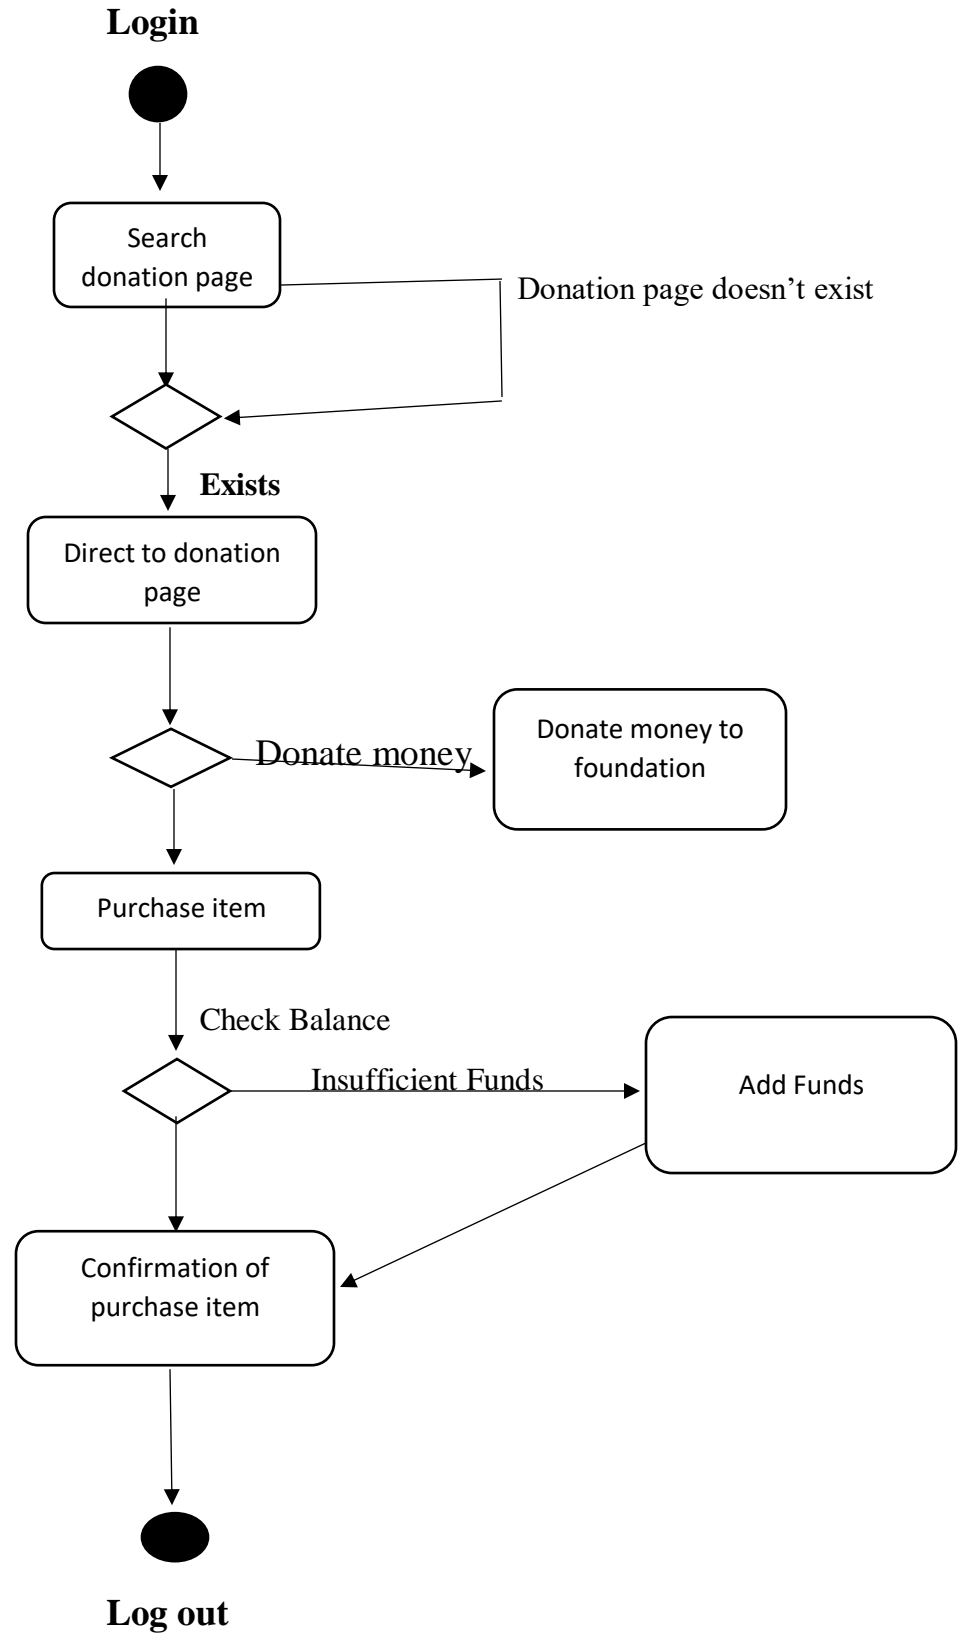 Login
Search
donation page
Donation page doesn’t exist
Exists
Direct to donation
page
Donate money
Donate money to
foundation
Purchase item
Check Balance
Insufficient Funds
Add Funds
Confirmation of
purchase item
Log out